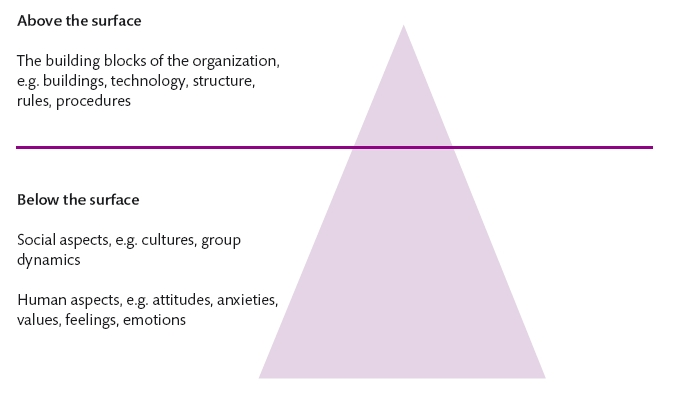 Above the surface
The building blocks of the organization,
e.g. buildings, technology, structure,
rules, procedures
Below the surface
Social aspects, e.g. cultures, group
dynamics
Human aspects, e.g. attitudes, anxieties,
values, feelings, emotions